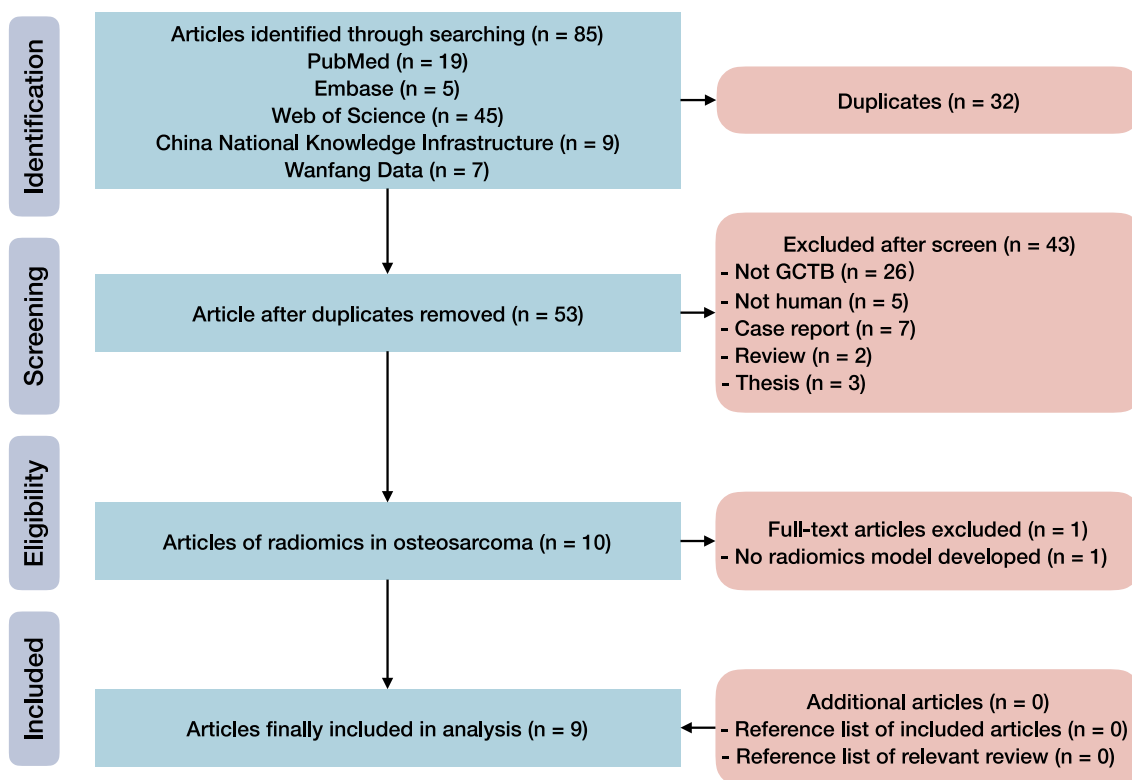 Identification
Articles identified through searching (n = 85)
PubMed (n = 19)
Embase (n = 5)
Web of Science (n = 45)
China National Knowledge Infrastructure (n = 9)
Wanfang Data (n = 7)
Duplicates (n = 32)
Screening
Article after duplicates removed (n = 53)
Excluded after screen (n = 43)
- Not GCTB (n = 26)
- Not human (n = 5)
- Case report (n = 7)
- Review (n = 2)
- Thesis (n = 3)
Eligibility
Articles of radiomics in osteosarcoma (n = 10)
Full-text articles excluded (n = 1)
- No radiomics model developed (n = 1)
Included
Articles finally included in analysis (n = 9)
Additional articles (n = 0)
- Reference list of included articles (n = 0)
- Reference list of relevant review (n = 0)